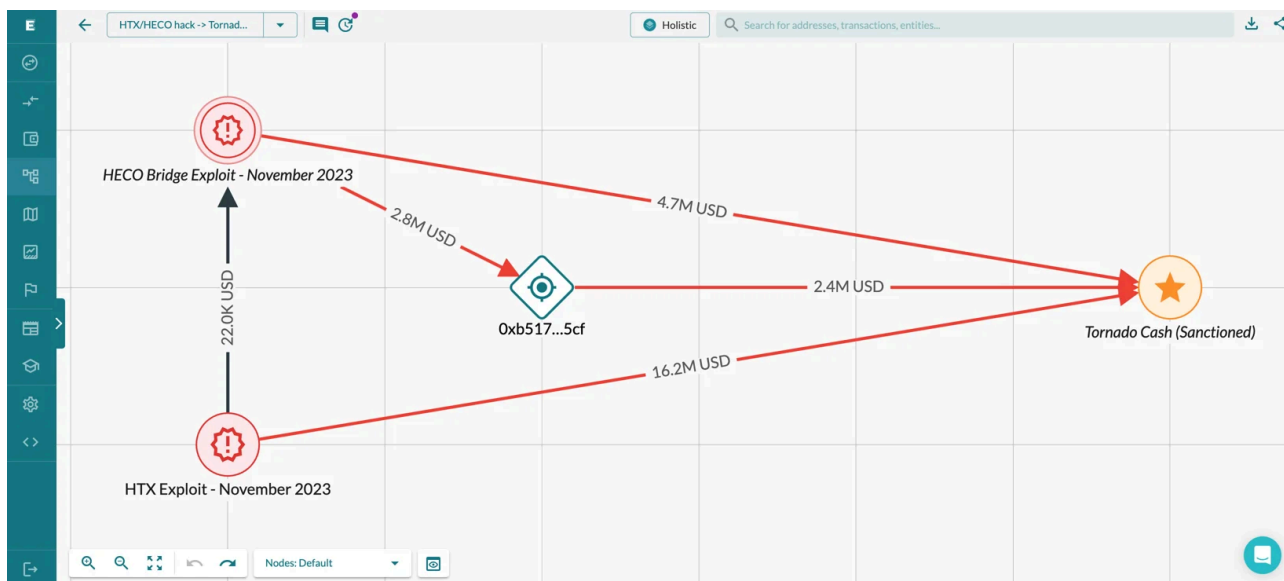 E
HTX/HECO hack -> Tornad...
Holistic
Search for addresses, transactions, entities...
HECO Bridge Exploit - November 2023
4.7M USD
2.8M USD
22.0K USD
2.4M USD
0xb517...5cf
Tornado Cash (Sanctioned)
16.2M USD
HTX Exploit - November 2023
Nodes: Default